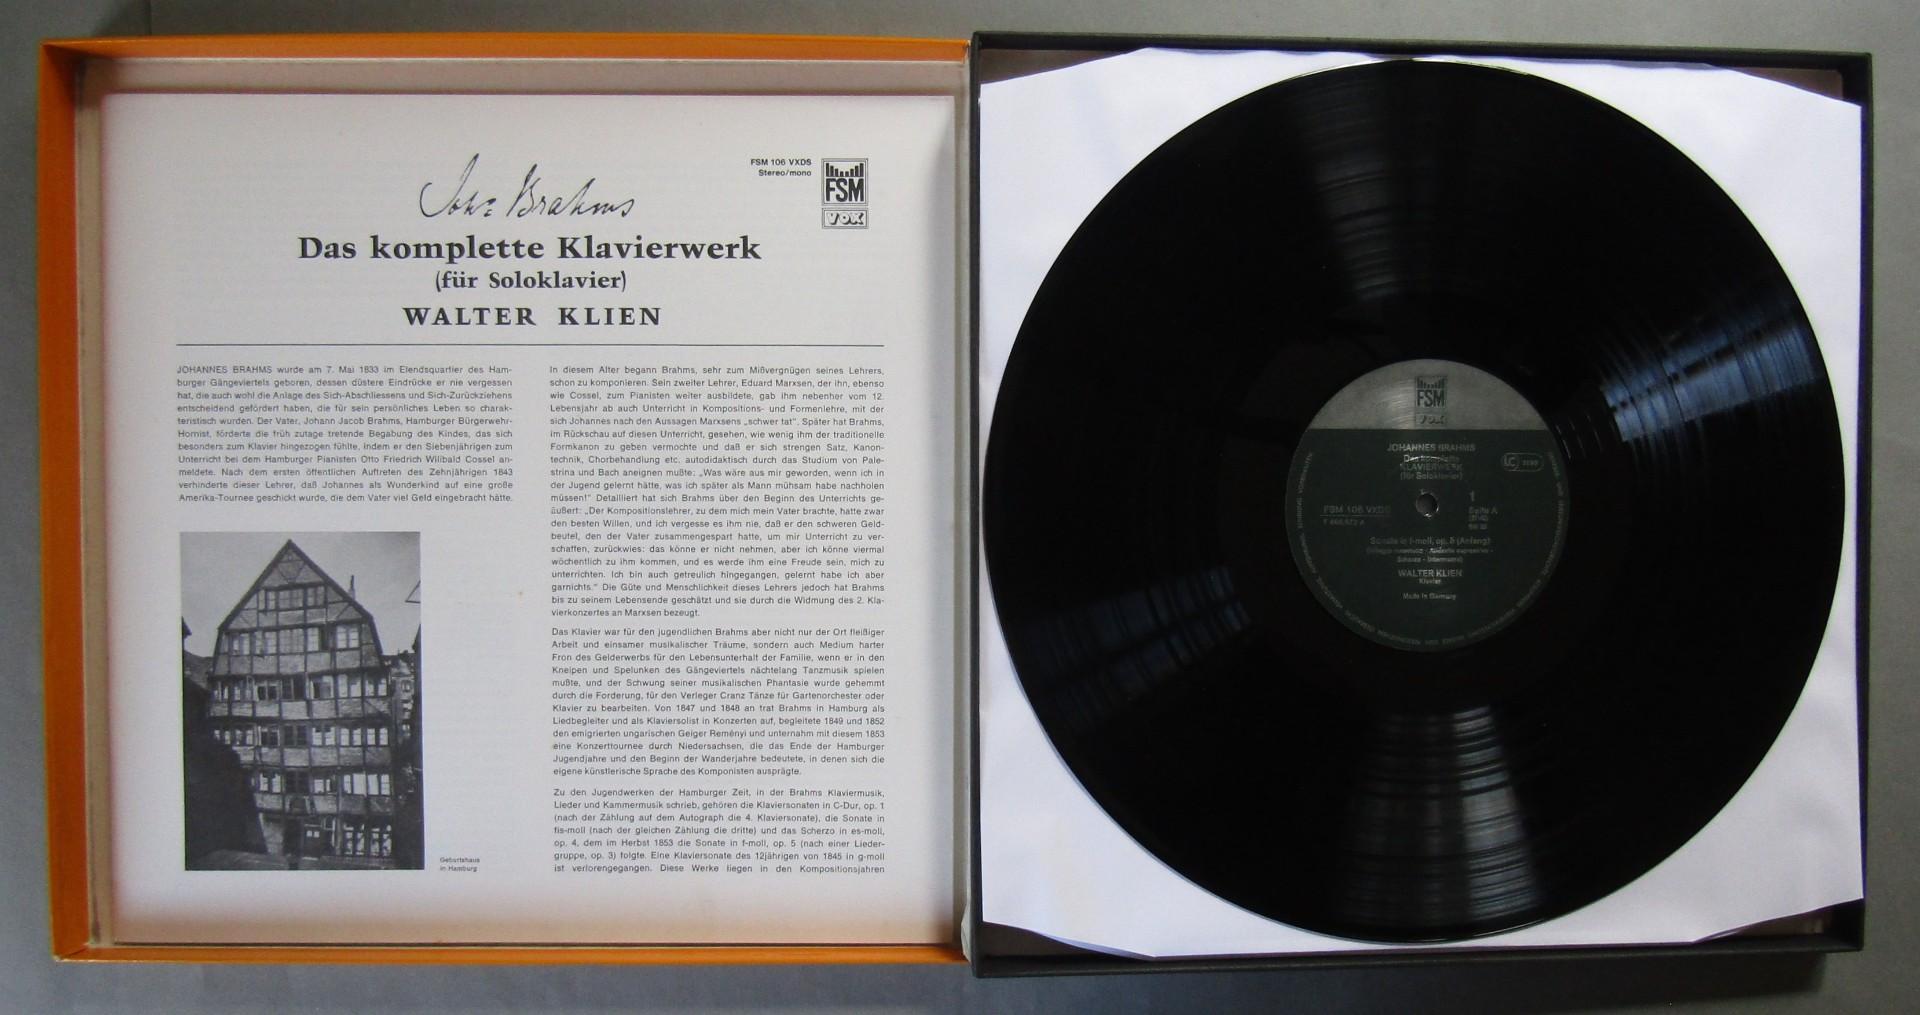 Johs Brahms
FSM 106 VXDS
Stereo/mono
FSM
VOX
Das komplette Klavierwerk
(für Soloklavier)
WALTER KLIEN
JOHANNES BRAHMS wurde am 7. Mai 1833 im Elendsquartier des Ham-
burger Gängeviertels geboren, dessen düstere Eindrücke er nie vergessen
hat, die auch wohl die Anlage des Sich-Abschliessens und Sich-Zurückziehens
entscheidend gefördert haben, die für sein persönliches Leben so charak-
teristisch wurden. Der Vater, Johann Jacob Brahms, Hamburger Bürgerwehr-
Hornist, förderte die früh zutage tretende Begabung des Kindes, das sich
besonders zum Klavier hingezogen fühlte, indem er den Siebenjährigen zum
Unterricht bei dem Hamburger Pianisten Otto Friedrich Willbald Cossel an-
meldete. Nach dem ersten öffentlichen Auftreten des Zehnjährigen 1843
verhinderte dieser Lehrer, daß Johannes als Wunderkind auf eine große
Amerika-Tournee geschickt wurde, die dem Vater viel Geld eingebracht hätte.
Geburtshaus
in Hamburg
In diesem Alter begann Brahms, sehr zum Mißvergnügen seines Lehrers,
schon zu komponieren. Sein zweiter Lehrer, Eduard Marxsen, der ihn, ebenso
wie Cossel, zum Pianisten weiter ausbildete, gab ihm nebenher vom 12.
Lebensjahr ab auch Unterricht in Kompositions- und Formenlehre, mit der
sich Johannes nach den Aussagen Marxsens „schwer tat". Später hat Brahms,
im Rückschau auf diesen Unterricht, gesehen, wie wenig ihm der traditionelle
Formkanon zu geben vermochte und daß er sich strengen Satz, Kanon-
technik, Chorbehandlung etc. autodidaktisch durch das Studium von Pale-
strina und Bach aneignen mußte: „Was wäre aus mir geworden, wenn ich in
der Jugend gelernt hätte, was ich später als Mann mühsam habe nachholen
müssen!" Detailliert hat sich Brahms über den Beginn des Unterrichts ge-
äußert: „Der Kompositionslehrer, zu dem mich mein Vater brachte, hatte zwar
den besten Willen, und ich vergesse es ihm nie, daß er den schweren Geld-
beutel, den der Vater zusammengespart hatte, um mir Unterricht zu ver-
schaffen, zurückwies: das könne er nicht nehmen, aber ich könne viermal
wöchentlich zu ihm kommen, und es werde ihm eine Freude sein, mich zu
unterrichten. Ich bin auch getreulich hingegangen, gelernt habe ich aber
garnichts." Die Güte und Menschlichkeit dieses Lehrers jedoch hat Brahms
bis zu seinem Lebensende geschätzt und sie durch die Widmung des 2. Kla-
vierkonzertes an Marxsen bezeugt.
Das Klavier war für den jugendlichen Brahms aber nicht nur der Ort fleißiger
Arbeit und einsamer musikalischer Träume, sondern auch Medium harter
Fron des Gelderwerbs für den Lebensunterhalt der Familie, wenn er in den
Kneipen und Spelunken des Gängeviertels nächtelang Tanzmusik spielen
mußte, und der Schwung seiner musikalischen Phantasie wurde gehemmt
durch die Forderung, für den Verleger Cranz Tänze für Gartenorchester oder
Klavier zu bearbeiten. Von 1847 und 1848 an trat Brahms in Hamburg als
Liedbegleiter und als Klaviersolist in Konzerten auf, begleitete 1849 und 1852
den emigrierten ungarischen Geiger Reményi und unternahm mit diesem 1853
eine Konzerttournee durch Niedersachsen, die das Ende der Hamburger
Jugendjahre und den Beginn der Wanderjahre bedeutete, in denen sich die
eigene künstlerische Sprache des Komponisten ausprägte.
Zu den Jugendwerken der Hamburger Zeit, in der Brahms Klaviermusik,
Lieder und Kammermusik schrieb, gehören die Klaviersonaten in C-Dur, op. 1
(nach der Zählung auf dem Autograph die 4. Klaviersonate), die Sonate in
fis-moll (nach der gleichen Zählung die dritte) und das Scherzo in es-moll,
op. 4, dem im Herbst 1853 die Sonate in f-moll, op. 5 (nach einer Lieder-
gruppe, op. 3) folgte. Eine Klaviersonate des 12jährigen von 1845 in g-moll
ist verlorengegangen. Diese Werke liegen in den Kompositionsjahren
FSM
VOX
JOHANNES BRAHMS
Das komplette
KLAVIERWERK
(für Soloklavier)
LC
FSM 106 VXDS
1
Seite A
Sonate in f-moll, op. 5 (Anfang)
WALTER KLIEN
Klavier
Made in Germany